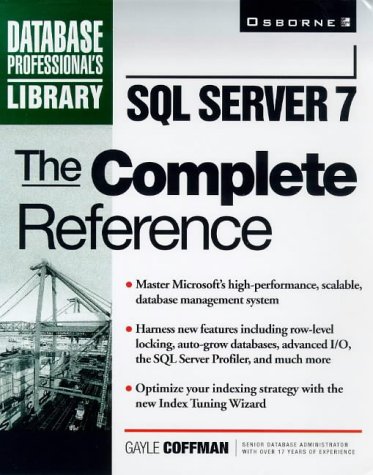 DATABASE
PROFESSIONAL'S
LIBRARY
OSBORNE
SQL SERVER 7
The Complete
Reference
• Master Microsoft's high-performance, scalable,
database management system
• Harness new features including row-level
locking, auto-grow databases, advanced I/O,
the SQL Server Profiler, and much more
• Optimize your indexing strategy with the
new Index Tuning Wizard
GAYLE COFFMAN
SENIOR DATABASE ADMINISTRATOR
WITH OVER 17 YEARS OF EXPERIENCE